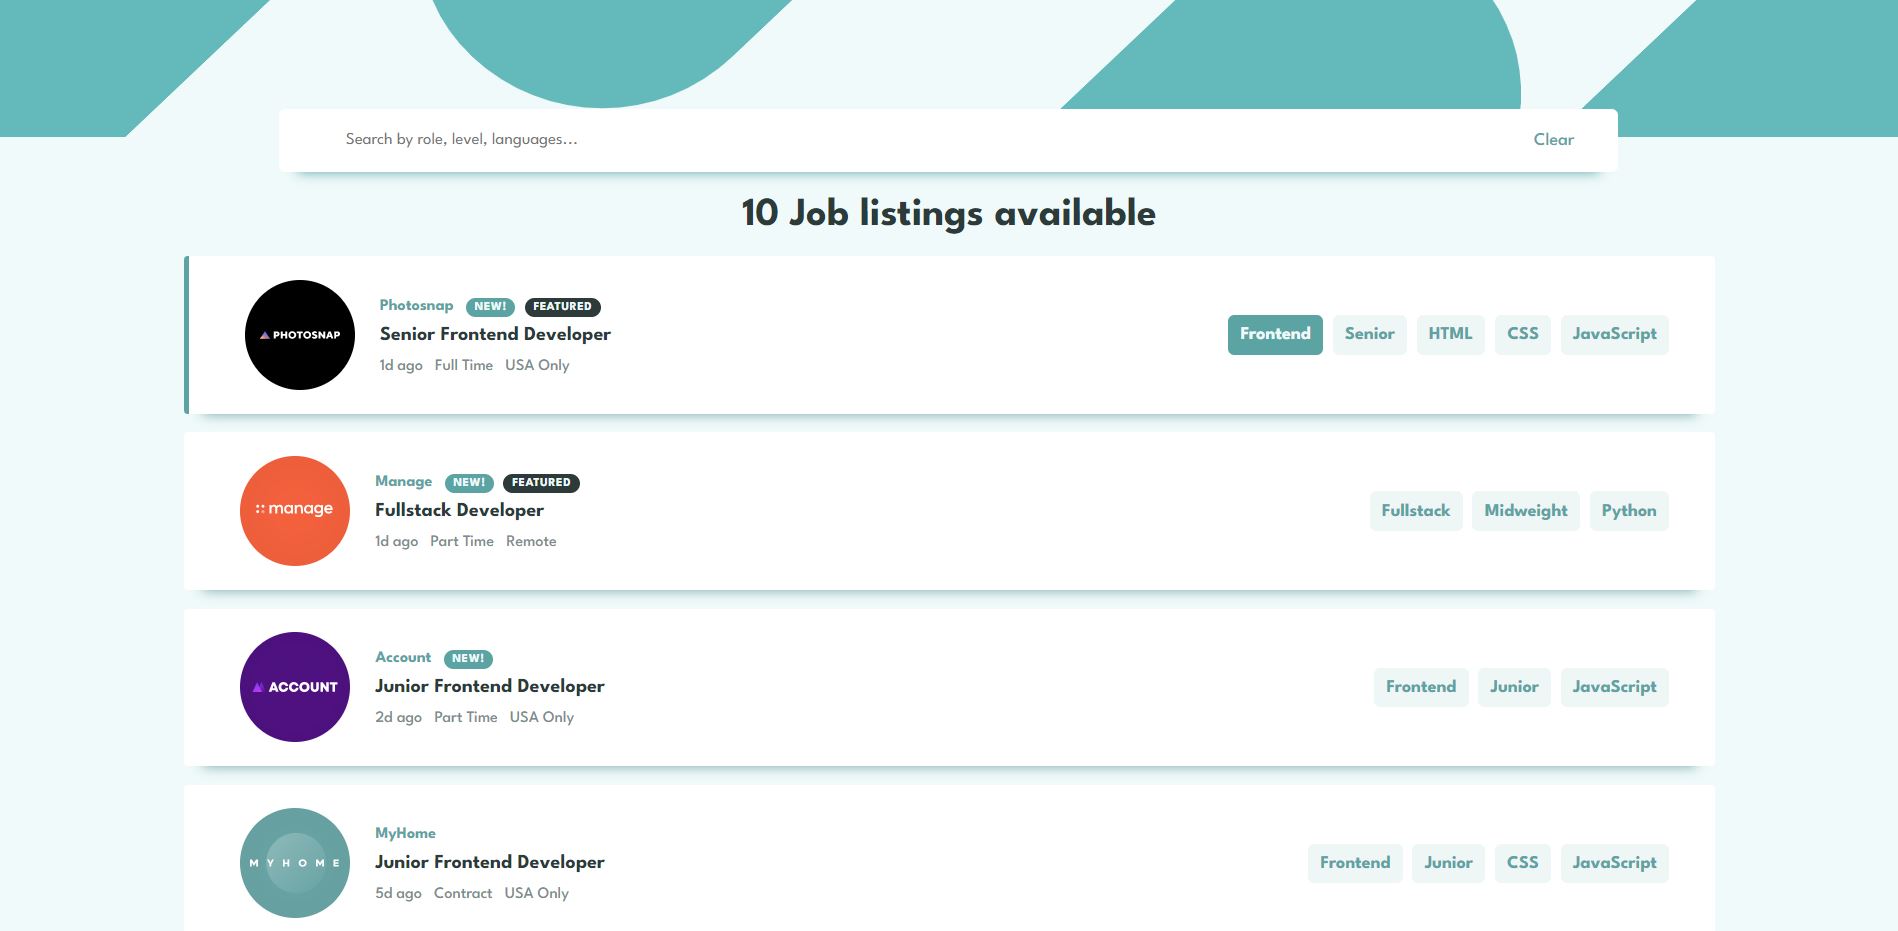 Search by role, level, languages...
Clear
10 Job listings available
PHOTOSNAP
Photosnap NEW! FEATURED
Senior Frontend Developer
1d ago Full Time USA Only
Frontend Senior HTML CSS JavaScript
manage
Manage NEW! FEATURED
Fullstack Developer
1d ago Part Time Remote
Fullstack Midweight Python
ACCOUNT
Account NEW!
Junior Frontend Developer
2d ago Part Time USA Only
Frontend Junior JavaScript
MYHOME
MyHome
Junior Frontend Developer
5d ago Contract USA Only
Frontend Junior CSS JavaScript